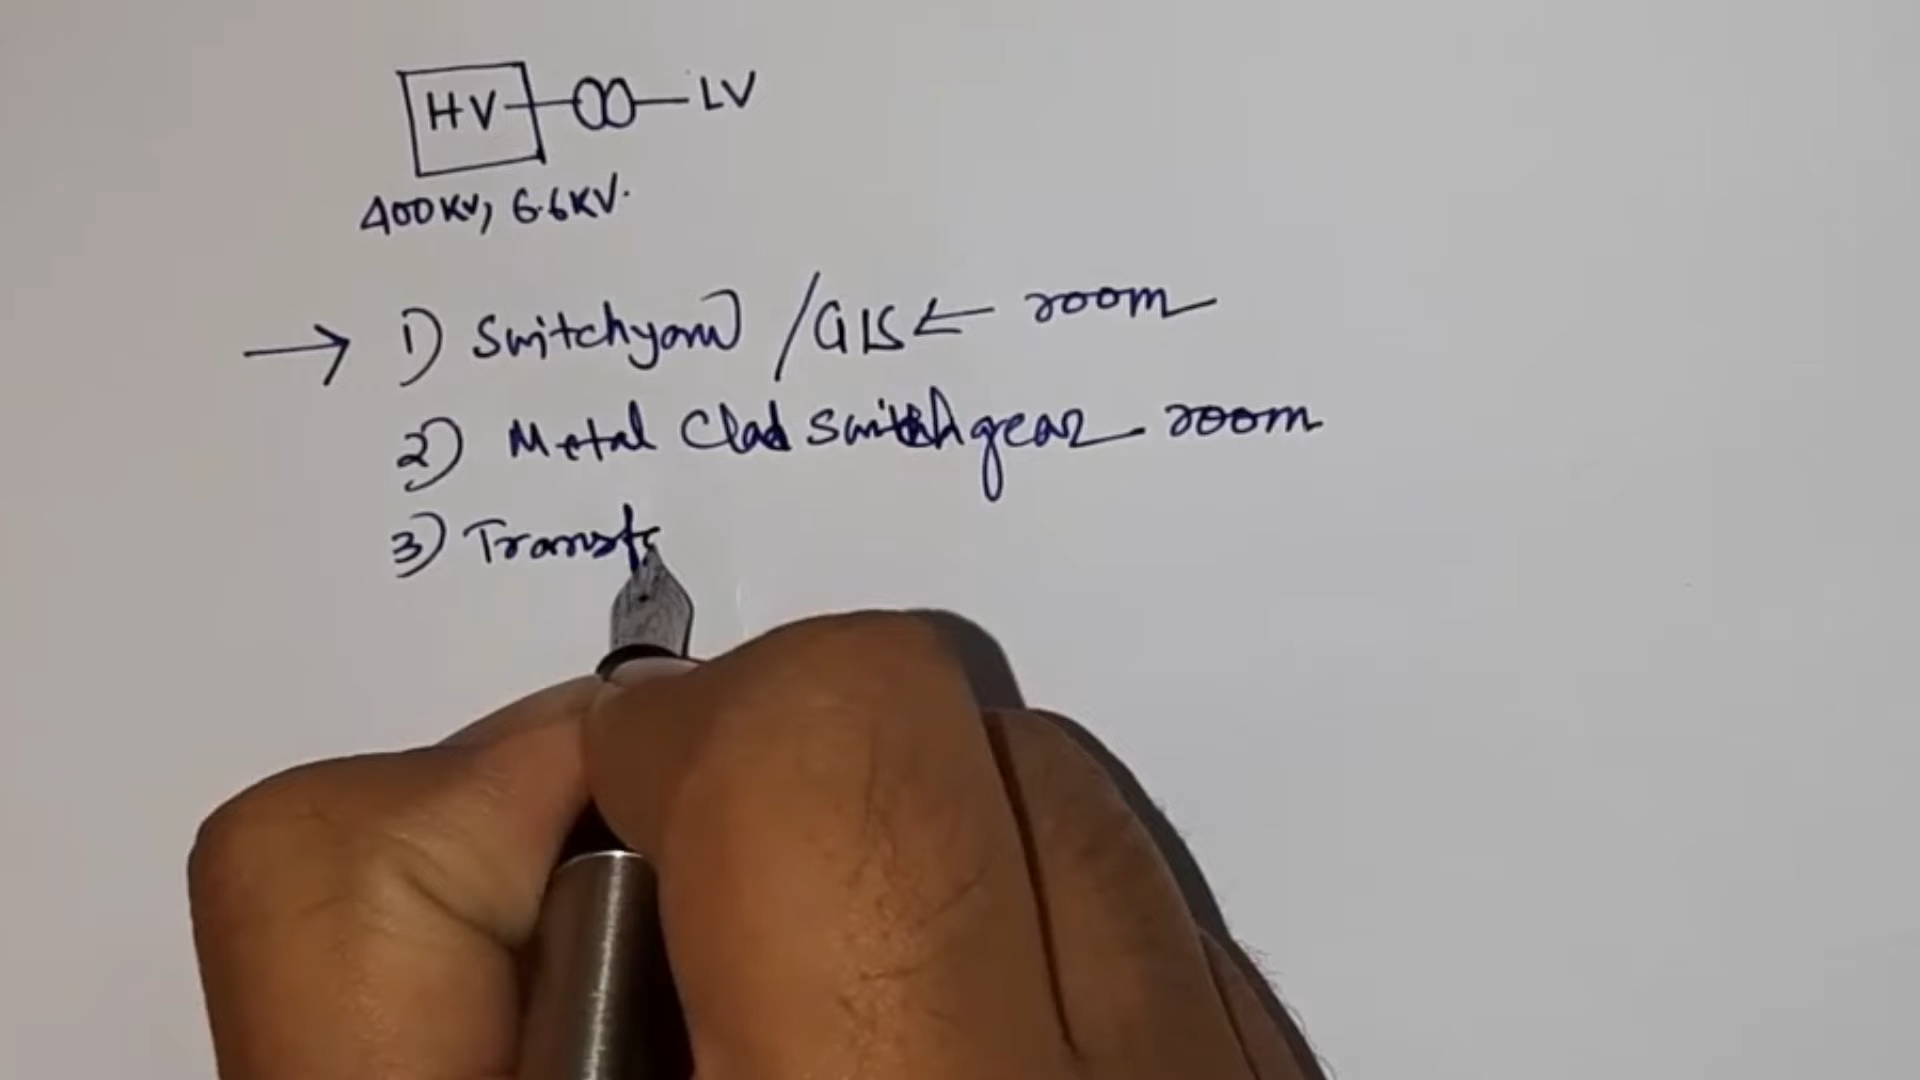 HV LV
400KV, 6.6KV.
1) Switchyard / GIS ← room
2) Metal Clad Switchgear room
3) Transf